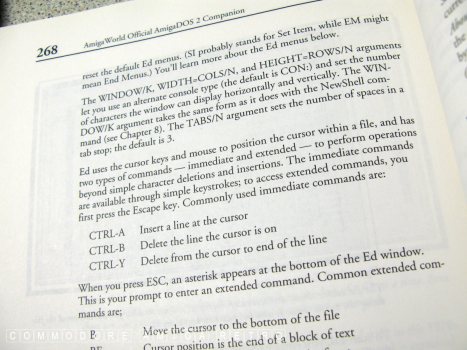 268
AmigaWorld Official AmigaDOS 2 Companion
reset the default Ed menus. (SI probably stands for Set Item, while EM might
mean End Menus.) You'll learn more about the Ed menus below.
The WINDOW/K, WIDTH=COLS/N, and HEIGHT=ROWS/N arguments
let you use an alternate console type (the default is CON:) and set the number
of characters the window can display horizontally and vertically. The WIN-
DOW/K argument takes the same form as it does with the NewShell com-
mand (see Chapter 8). The TABS/N argument sets the number of spaces in a
tab stop; the default is 3.
Ed uses the cursor keys and mouse to position the cursor within a file, and has
two types of commands — immediate and extended — to perform operations
beyond simple character deletions and insertions. The immediate commands
are available through simple keystrokes; to access extended commands, you
first press the Escape key. Commonly used immediate commands are:
CTRL-A Insert a line at the cursor
CTRL-B Delete the line the cursor is on
CTRL-Y Delete from cursor to end of the line
When you press ESC, an asterisk appears at the bottom of the Ed window.
This is your prompt to enter an extended command. Common extended com-
mands are;
B Move the cursor to the bottom of the file
Cursor position is the end of a block of text
COMMODORE